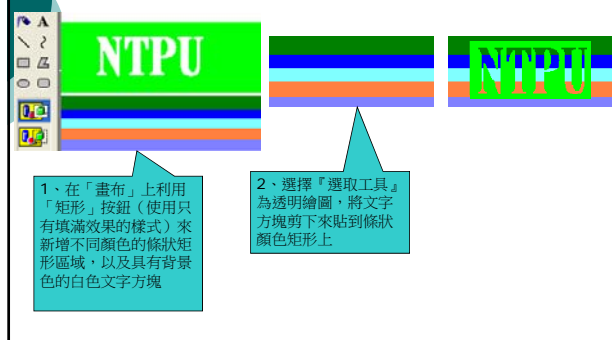 A
NTPU
NTPU
1、在「畫布」上利用
「矩形」按鈕（使用只
有填滿效果的樣式）來
新增不同顏色的條狀矩
形區域，以及具有背景
色的白色文字方塊
2、選擇『選取工具』
為透明繪圖，將文字
方塊剪下來貼到條狀
顏色矩形上